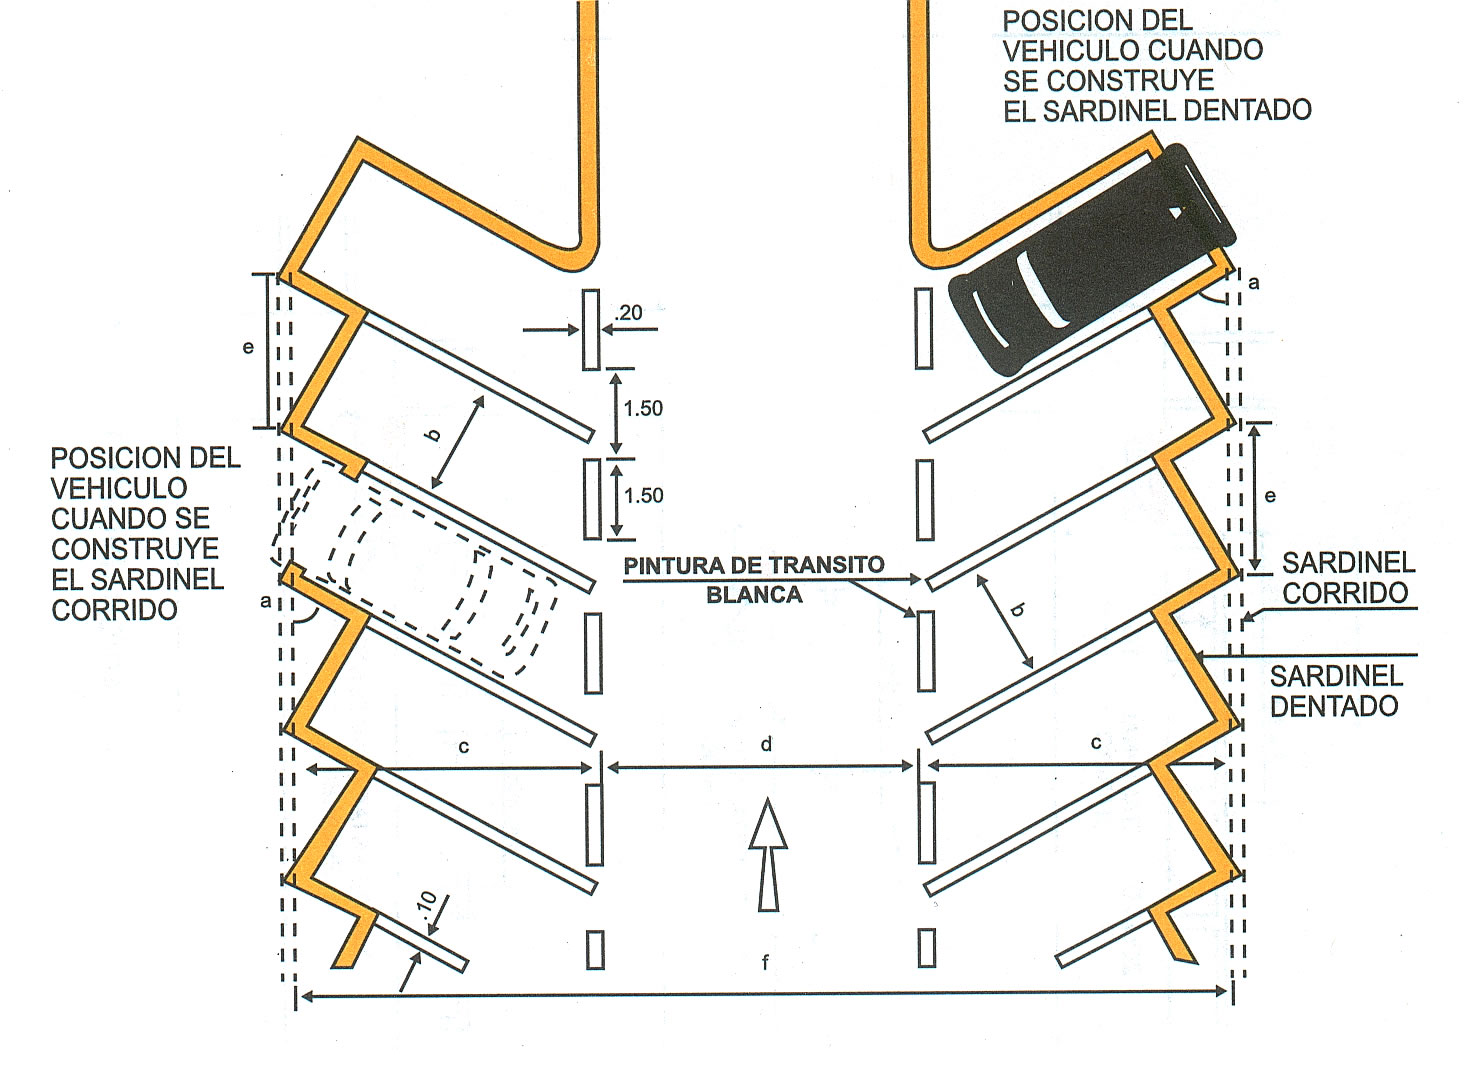 POSICION DEL
VEHICULO CUANDO
SE CONSTRUYE
EL SARDINEL DENTADO
a
.20
e
1.50
b
POSICION DEL
VEHICULO
CUANDO SE
CONSTRUYE
EL SARDINEL
CORRIDO
1.50
e
PINTURA DE TRANSITO
BLANCA
SARDINEL
CORRIDO
a
b
SARDINEL
DENTADO
c
d
c
.10
f